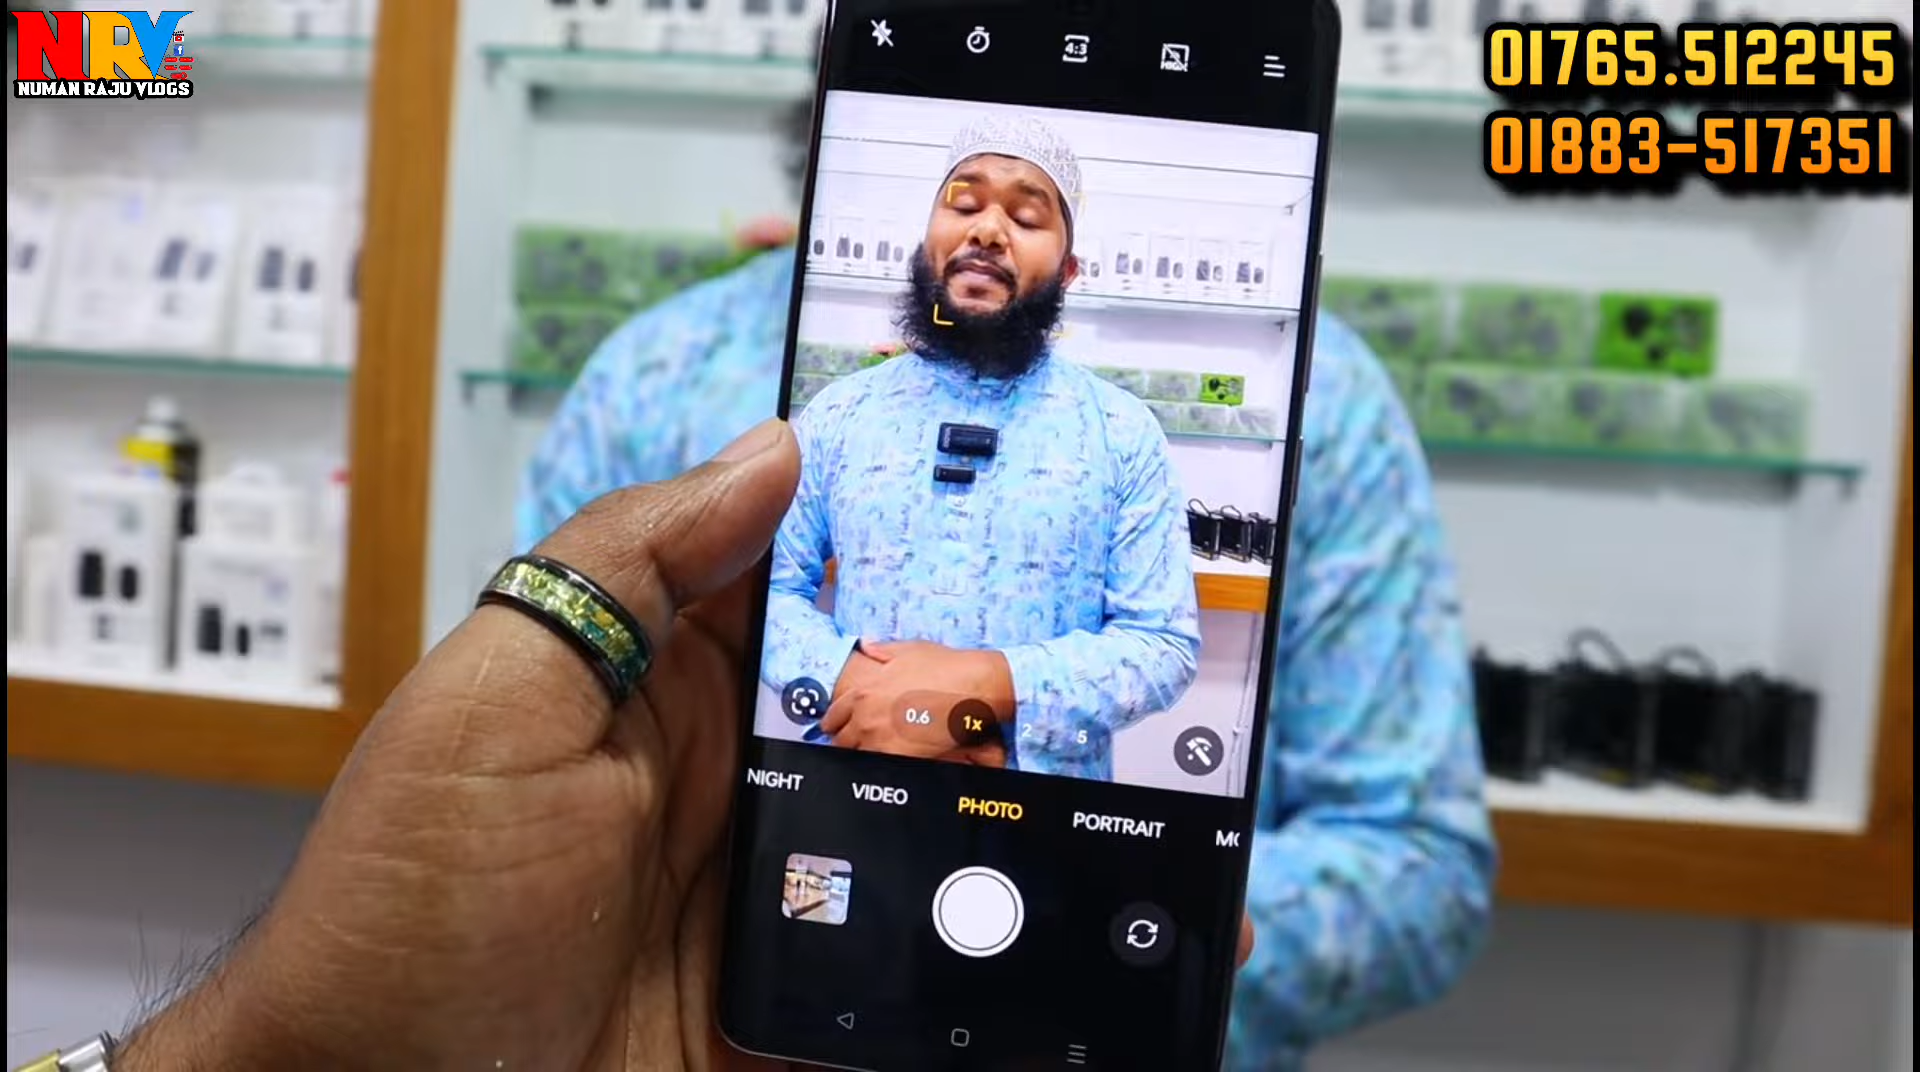 NRV
NUMAN RAJU VLOGS
01765.512245
01883-517351
4:3
HIGH
0.6
1x
2
5
NIGHT
VIDEO
PHOTO
PORTRAIT